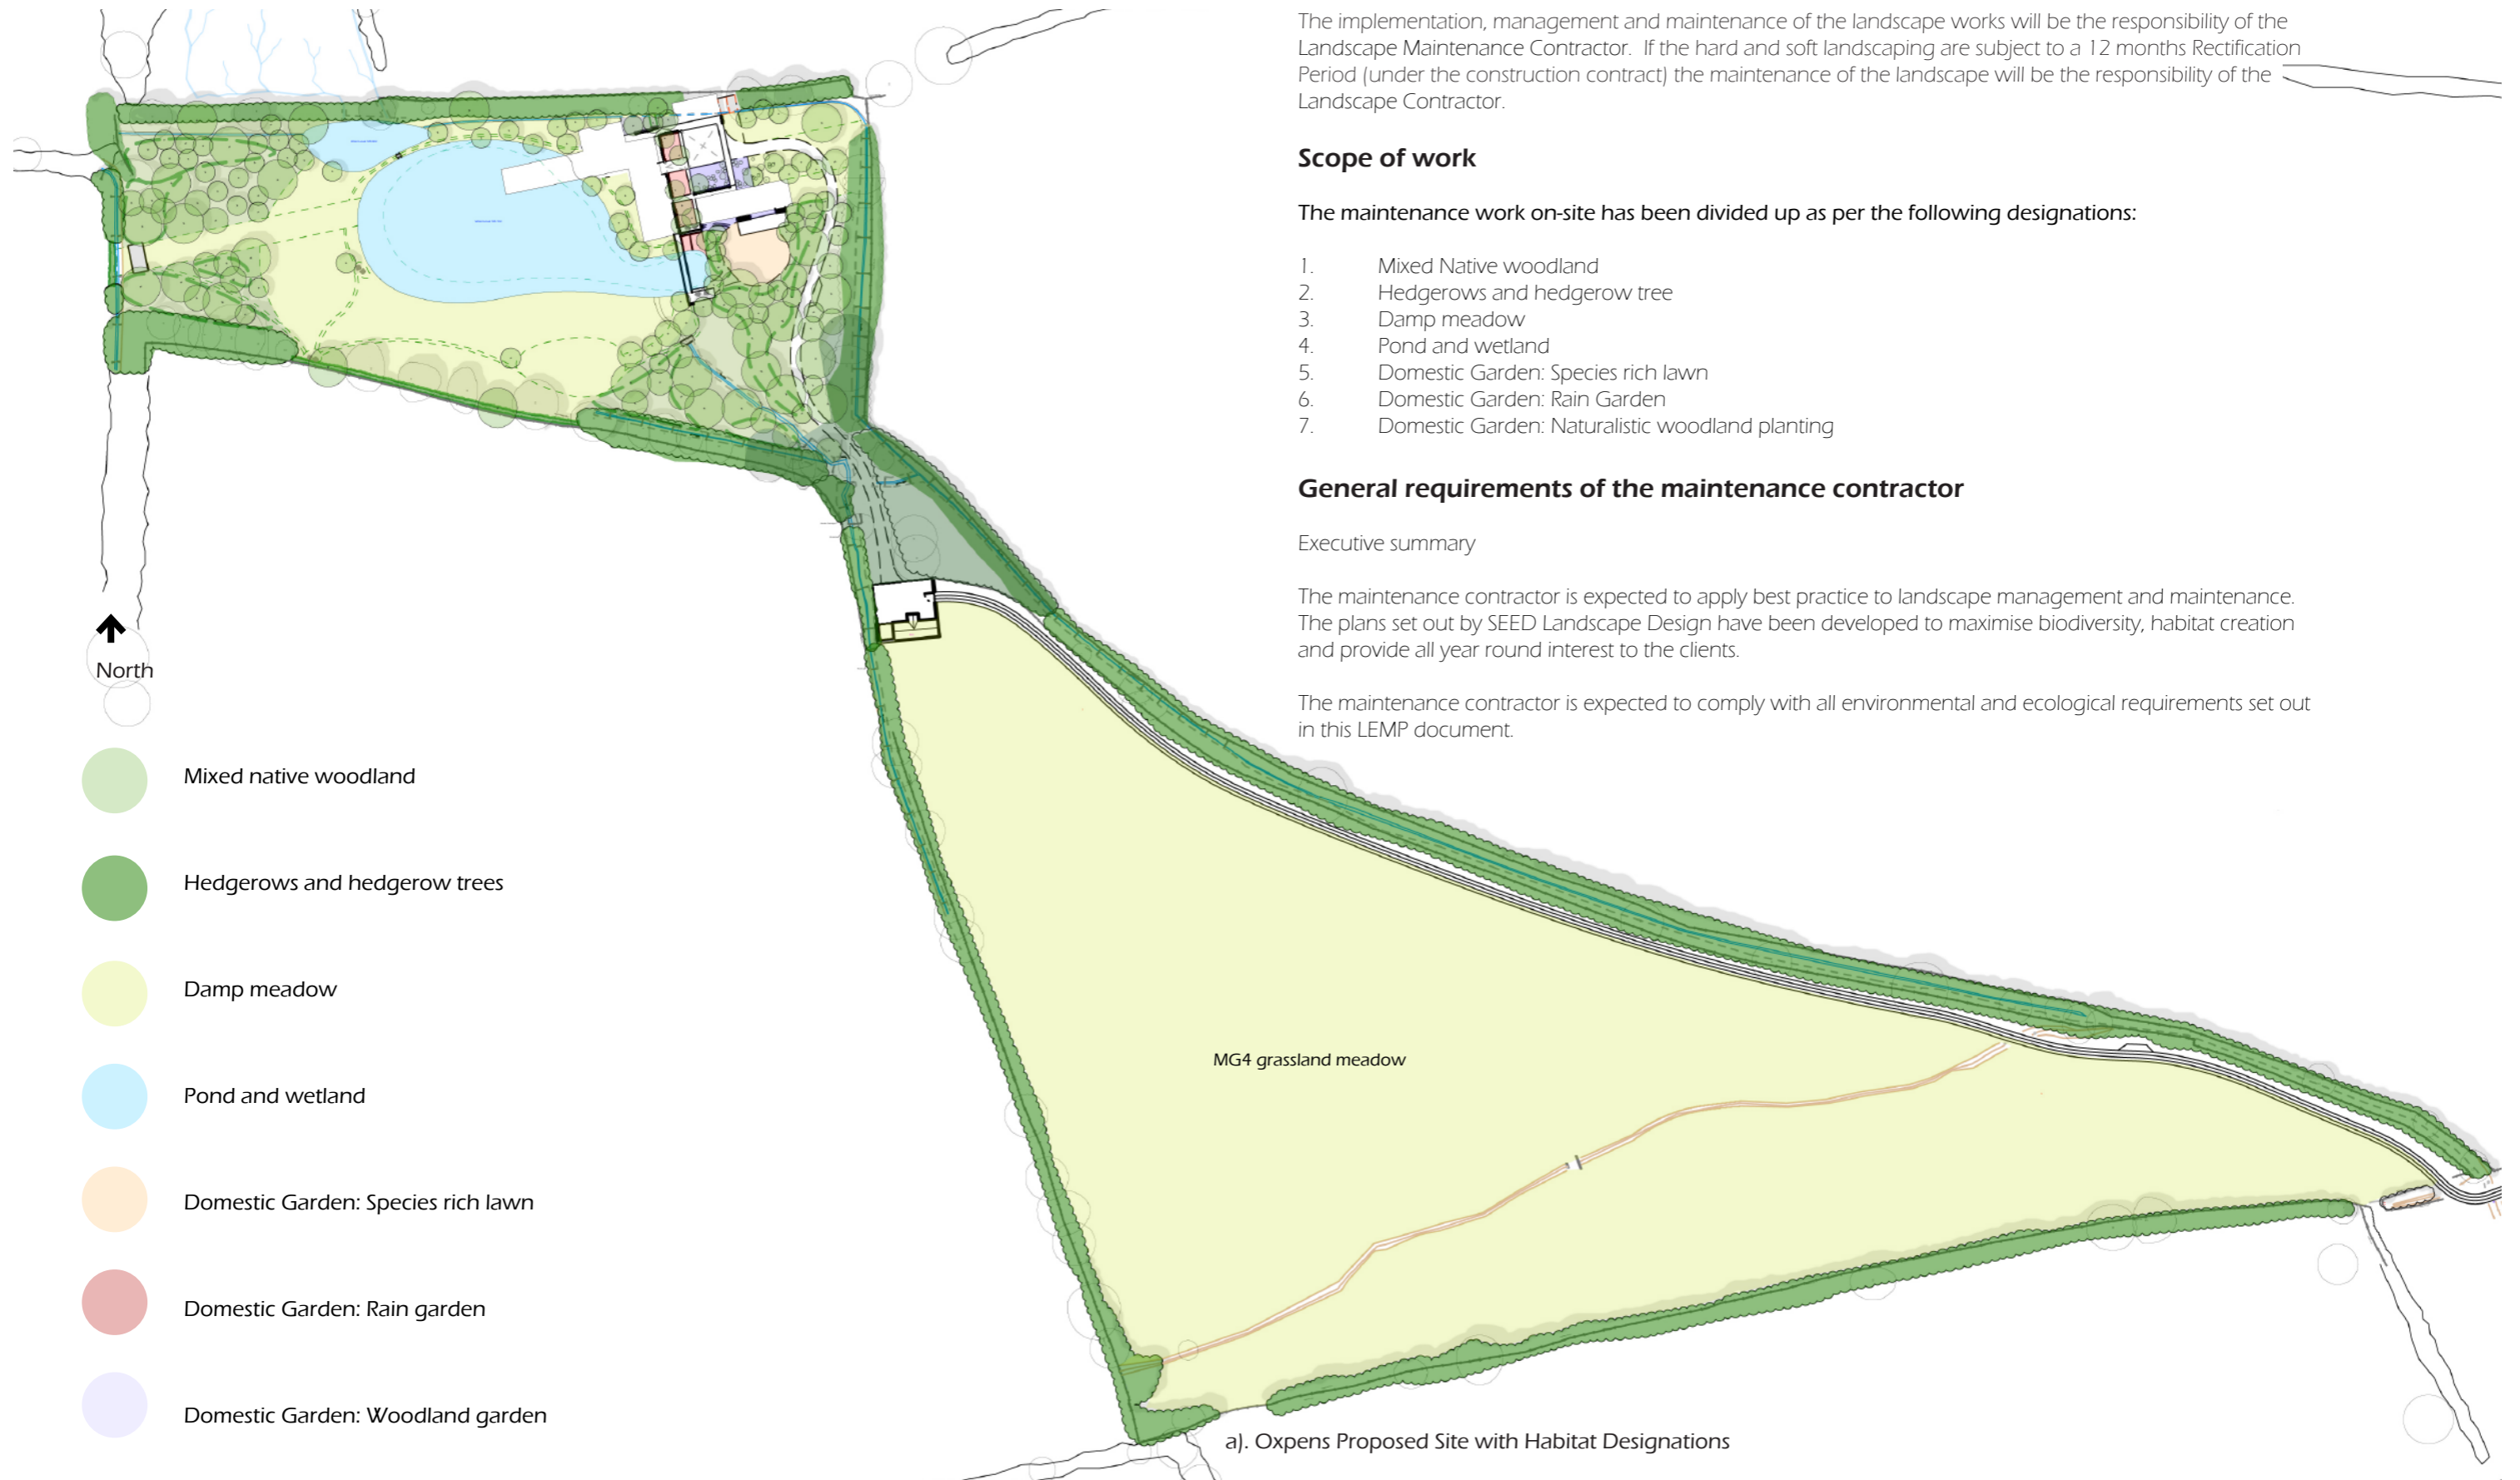 The implementation, management and maintenance of the landscape works will be the responsibility of the
Landscape Maintenance Contractor. If the hard and soft landscaping are subject to a 12 months Rectification
Period (under the construction contract) the maintenance of the landscape will be the responsibility of the
Landscape Contractor.
Scope of work
The maintenance work on-site has been divided up as per the following designations:
1. Mixed Native woodland
2. Hedgerows and hedgerow tree
3. Damp meadow
4. Pond and wetland
5. Domestic Garden: Species rich lawn
6. Domestic Garden: Rain Garden
7. Domestic Garden: Naturalistic woodland planting
General requirements of the maintenance contractor
Executive summary
The maintenance contractor is expected to apply best practice to landscape management and maintenance.
The plans set out by SEED Landscape Design have been developed to maximise biodiversity, habitat creation
and provide all year round interest to the clients.
The maintenance contractor is expected to comply with all environmental and ecological requirements set out
in this LEMP document.
North
Mixed native woodland
Hedgerows and hedgerow trees
Damp meadow
Pond and wetland
Domestic Garden: Species rich lawn
Domestic Garden: Rain garden
Domestic Garden: Woodland garden
MG4 grassland meadow
a). Oxpens Proposed Site with Habitat Designations